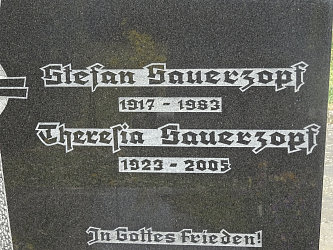 Stefan Sauerzopf
1917 - 1983
Theresia Sauerzopf
1923 - 2005
In Gottes Frieden!